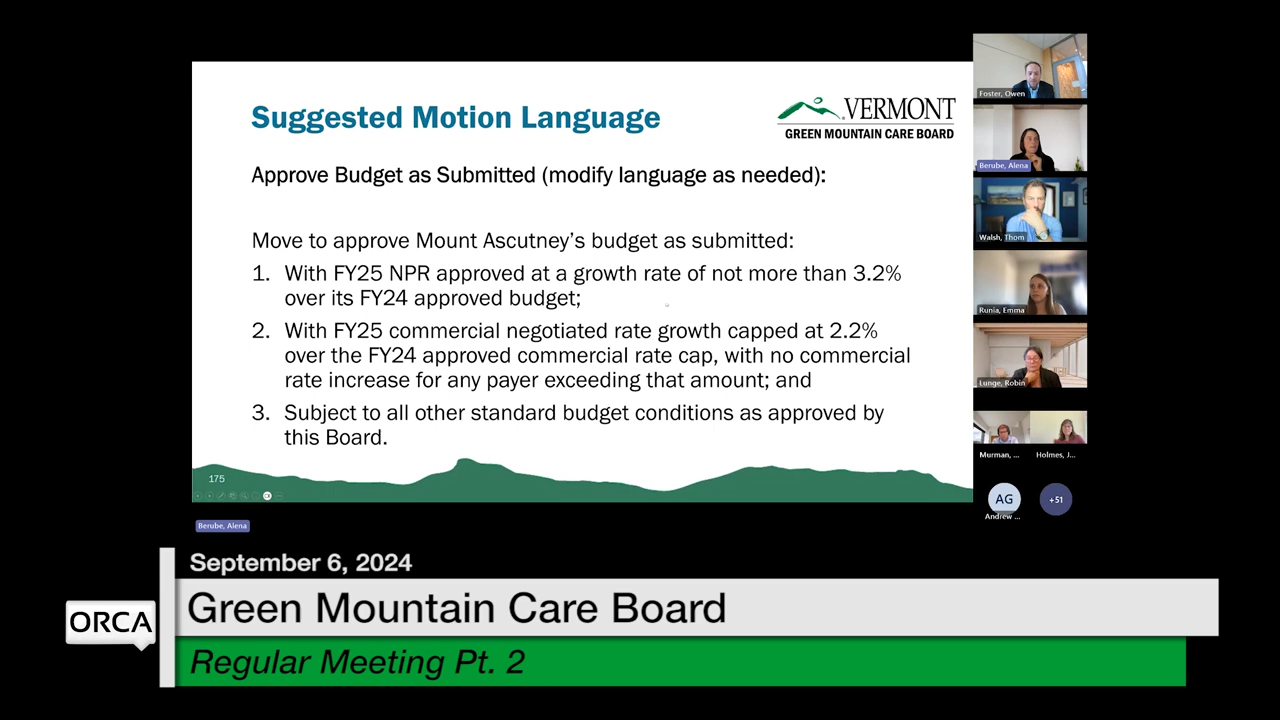 Suggested Motion Language
VERMONT
GREEN MOUNTAIN CARE BOARD
Approve Budget as Submitted (modify language as needed):
Move to approve Mount Ascutney's budget as submitted:
1. With FY25 NPR approved at a growth rate of not more than 3.2%
over its FY24 approved budget;
2. With FY25 commercial negotiated rate growth capped at 2.2%
over the FY24 approved commercial rate cap, with no commercial
rate increase for any payer exceeding that amount; and
3. Subject to all other standard budget conditions as approved by
this Board.
175
Berube, Alena
Foster, Owen
Berube, Alena
Walsh, Thom
Runia, Emma
Lunge, Robin
Murman, ...
Holmes, J...
AG
+51
Andrew ...
September 6, 2024
ORCA
Green Mountain Care Board
Regular Meeting Pt. 2